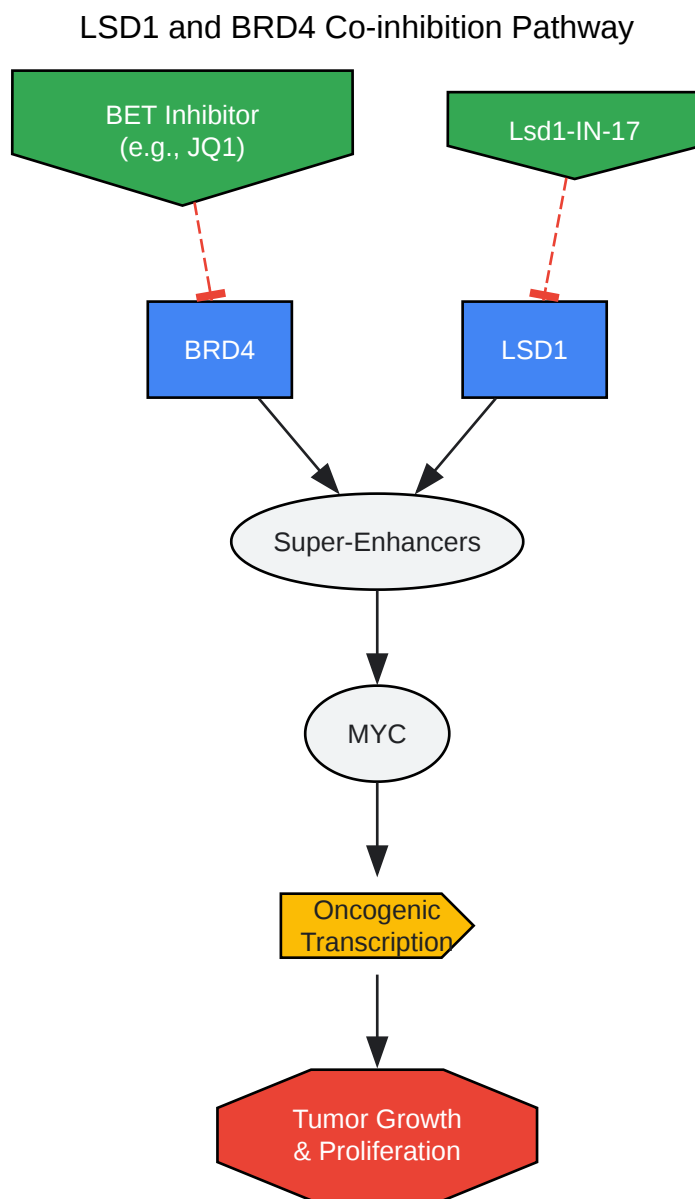 LSD1 and BRD4 Co-inhibition Pathway
BET Inhibitor
(e.g., JQ1)
Lsd1-IN-17
BRD4
LSD1
Super-Enhancers
MYC
Oncogenic
Transcription
Tumor Growth
& Proliferation